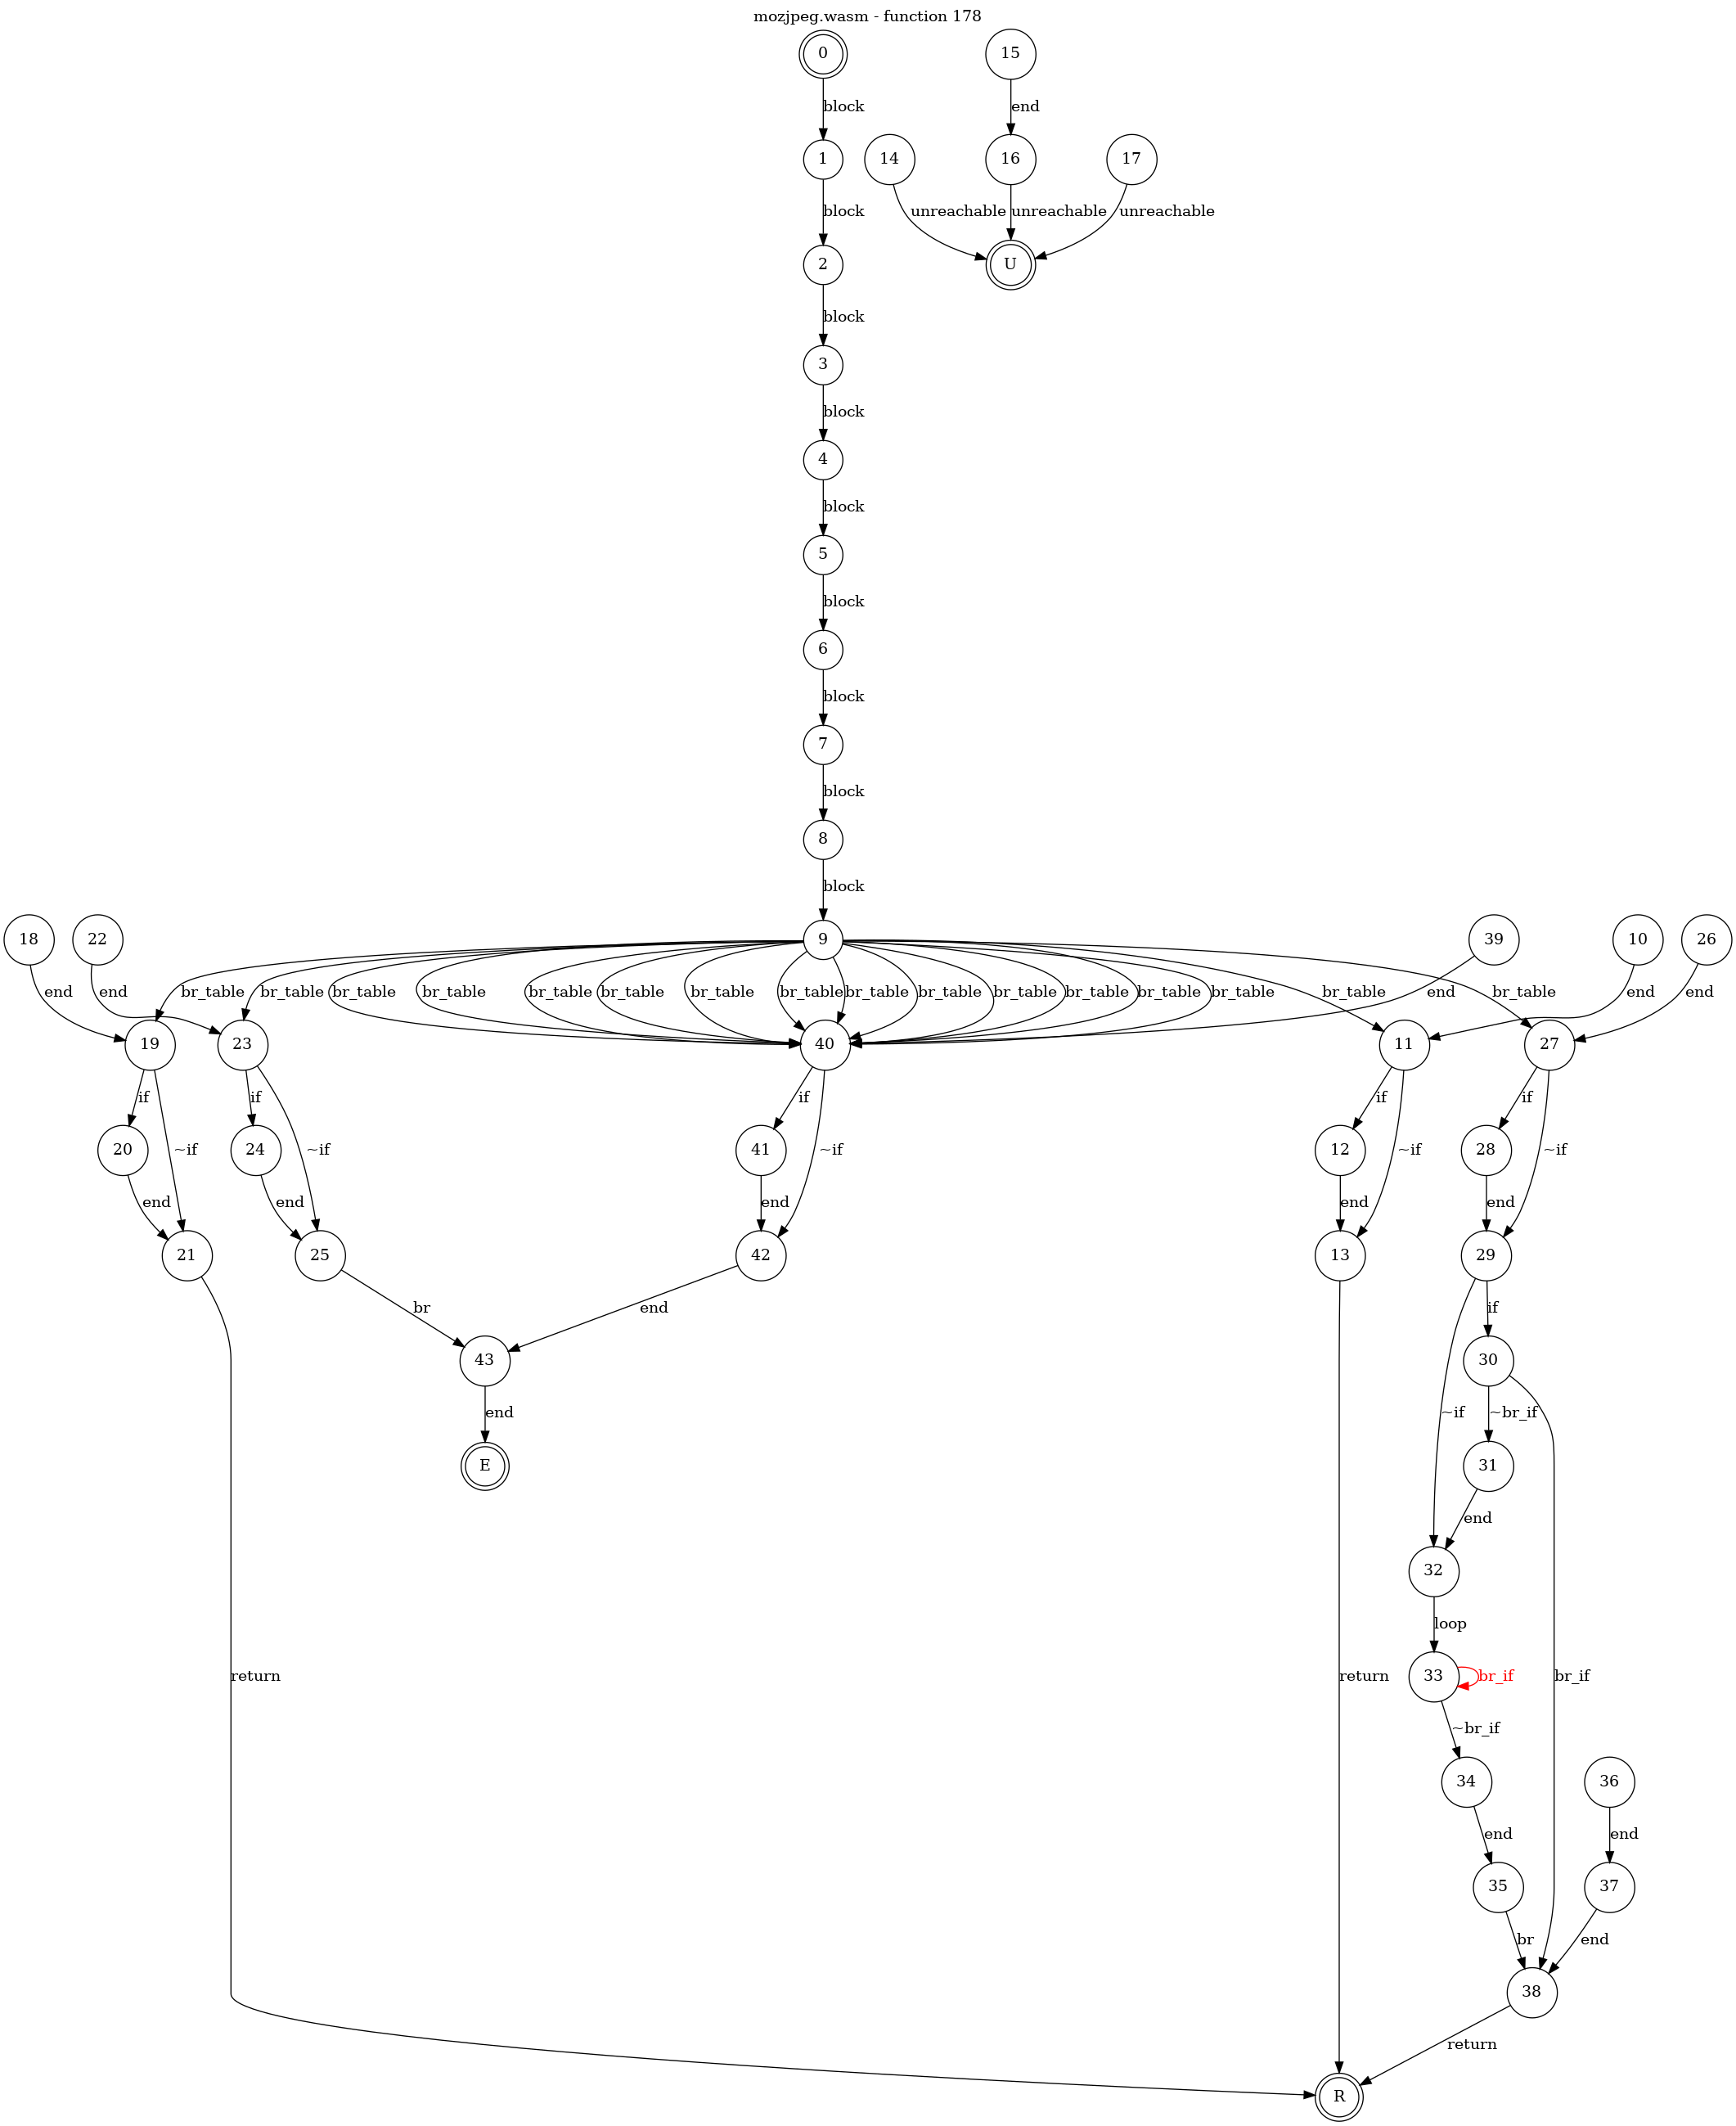 mozjpeg.wasm - function 178
0 15
block end
1 14 16 17
block unreachable unreachable unreachable
2 U
block
3
block
4
block
5
block
6
block
7
block
8
block
18 22 9 39 10 26
end end br_table br_table br_table br_table br_table br_table br_table br_table br_table br_table br_table br_table br_table br_table end br_table br_table end end
19 23 40 11 27
if ~if if ~if if ~if if ~if if ~if
20 24 41 12 28
end end end end end
21 25 42 13 29
br end ~if if
43 30
end ~br_if
E 31
end
32
return loop return br_if
33 br_if
~br_if
34 36
end end
35 37
br end
38
return
R